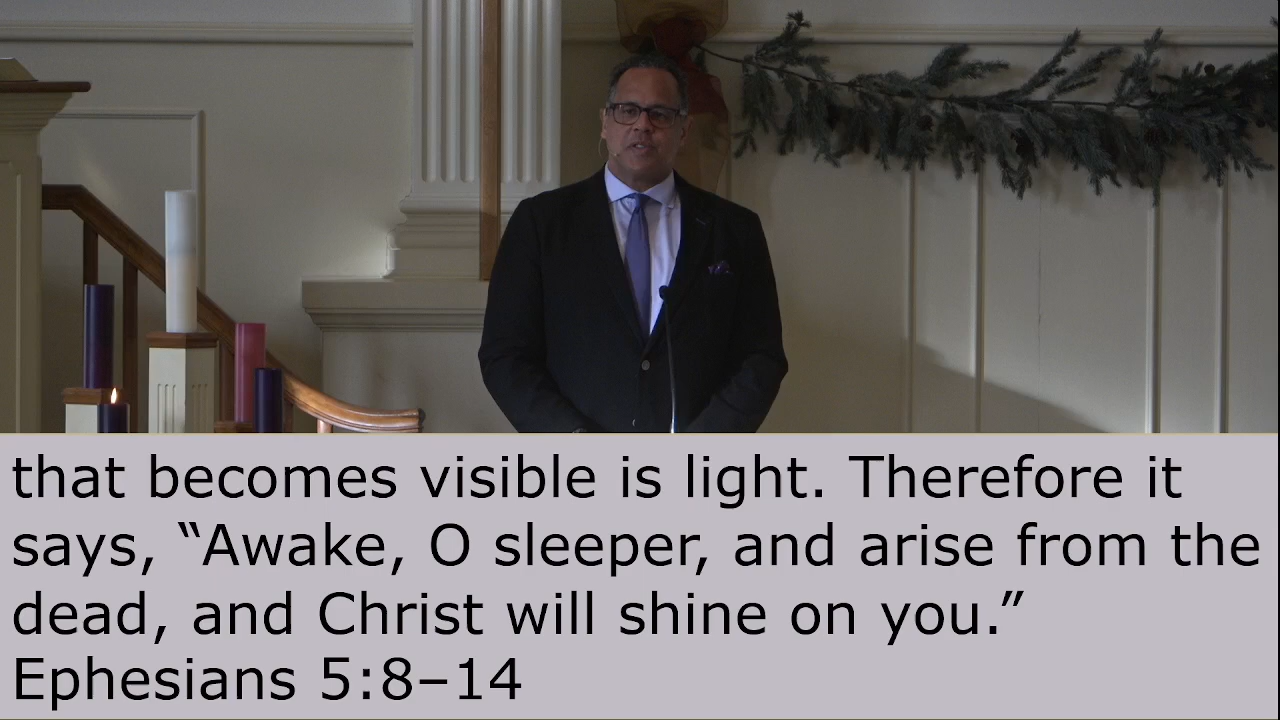 that becomes visible is light. Therefore it
says, “Awake, O sleeper, and arise from the
dead, and Christ will shine on you.”
Ephesians 5:8–14